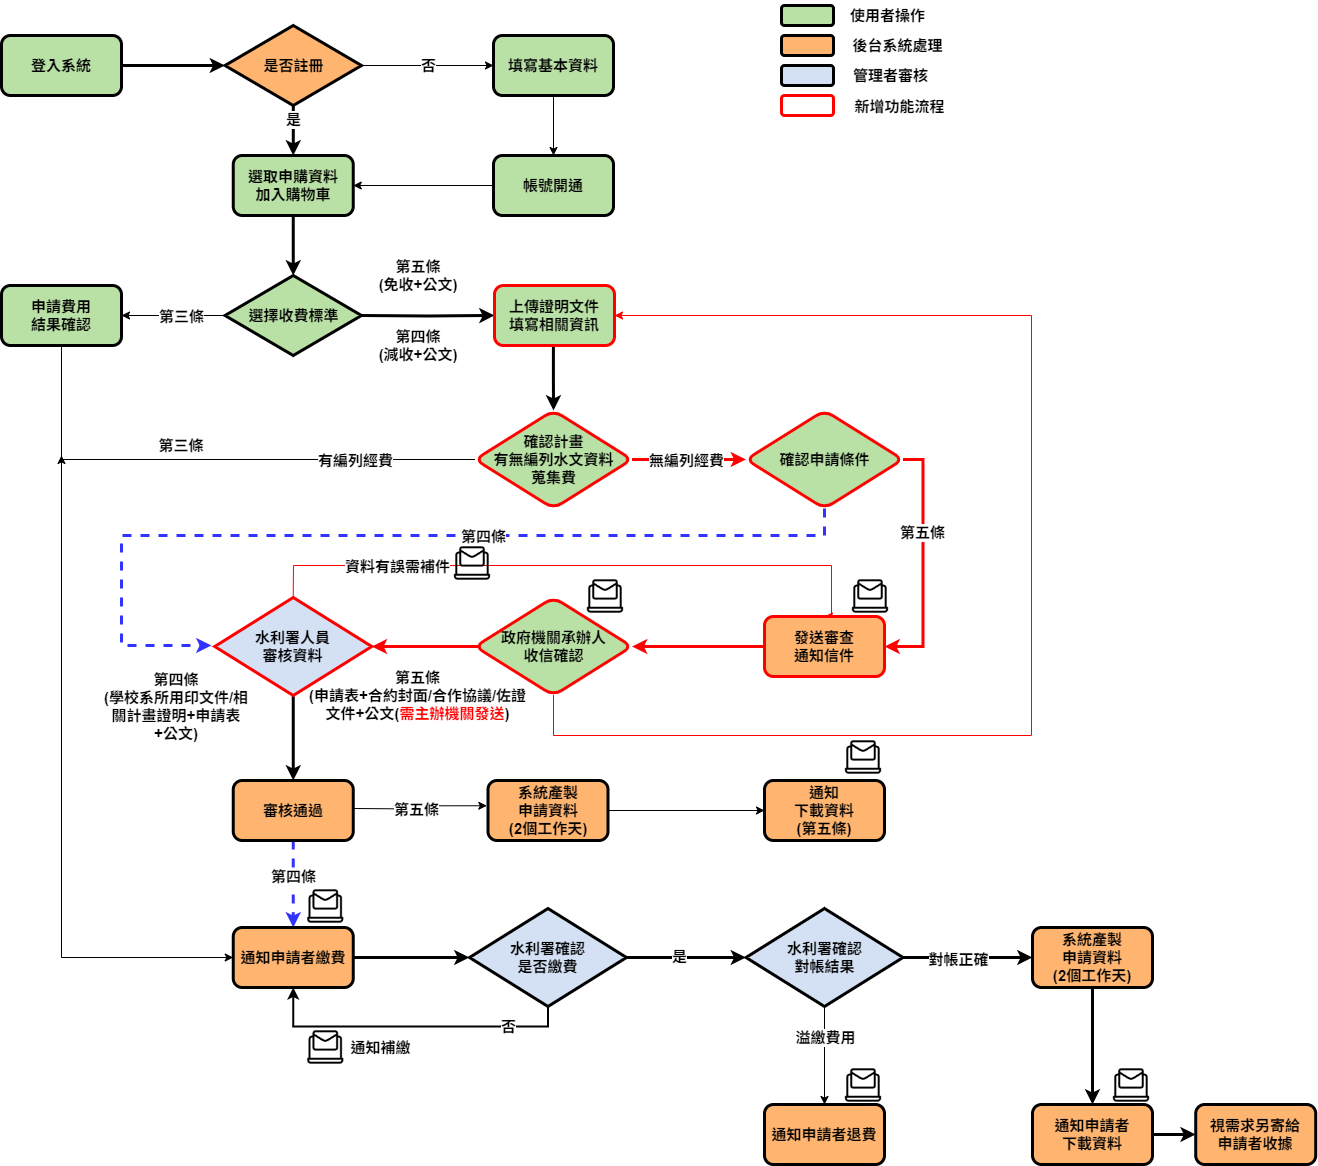 使用者操作
後台系統處理
管理者審核
新增功能流程
登入系統
是否註冊
否
填寫基本資料
是
選取申購資料
加入購物車
帳號開通
申請費用
結果確認
第三條
選擇收費標準
第五條
(免收+公文)
第四條
(減收+公文)
上傳證明文件
填寫相關資訊
第三條
有編列經費
確認計畫
有無編列水文資料
蒐集費
無編列經費
確認申請條件
第五條
第四條
資料有誤需補件
水利署人員
審核資料
政府機關承辦人
收信確認
發送審查
通知信件
第四條
(學校系所用印文件/相
關計畫證明+申請表
+公文)
第五條
(申請表+合約封面/合作協議/佐證
文件+公文(需主辦機關發送)
審核通過
第五條
系統產製
申請資料
(2個工作天)
通知
下載資料
(第五條)
第四條
通知申請者繳費
水利署確認
是否繳費
是
水利署確認
對帳結果
對帳正確
系統產製
申請資料
(2個工作天)
否
通知補繳
溢繳費用
通知申請者退費
通知申請者
下載資料
視需求另寄給
申請者收據